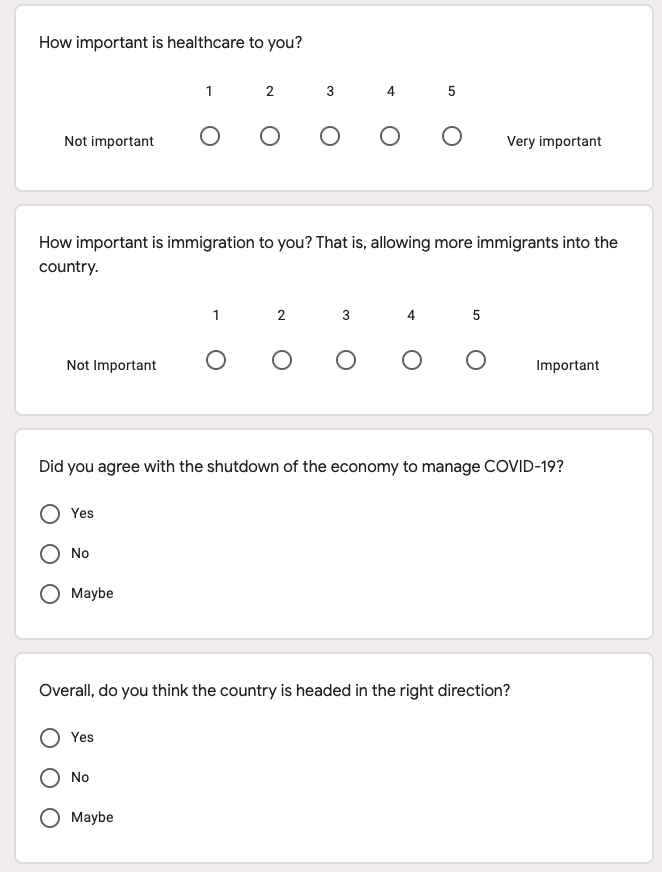 How important is healthcare to you?
1 2 3 4 5
Not important Very important
How important is immigration to you? That is, allowing more immigrants into the
country.
1 2 3 4 5
Not Important Important
Did you agree with the shutdown of the economy to manage COVID-19?
Yes
No
Maybe
Overall, do you think the country is headed in the right direction?
Yes
No
Maybe